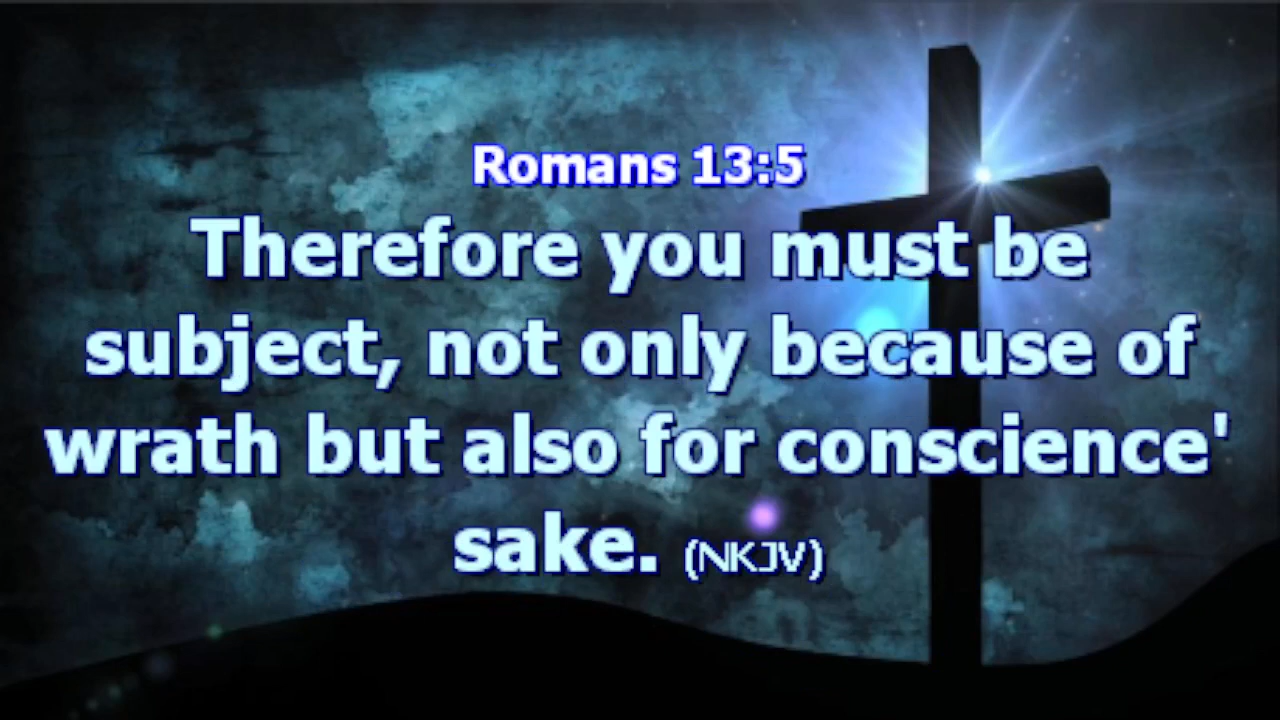 Romans 13:5
Therefore you must be
subject, not only because of
wrath but also for conscience'
sake. (NKJV)